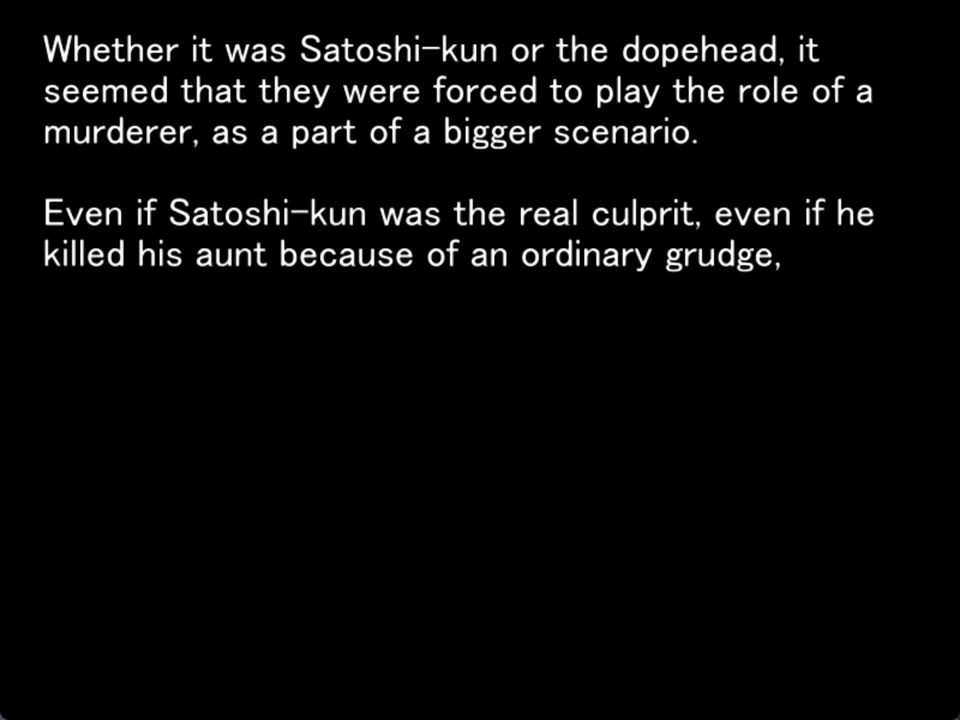 Whether it was Satoshi-kun or the dopehead, it
seemed that they were forced to play the role of a
murderer, as a part of a bigger scenario.
Even if Satoshi-kun was the real culprit, even if he
killed his aunt because of an ordinary grudge,